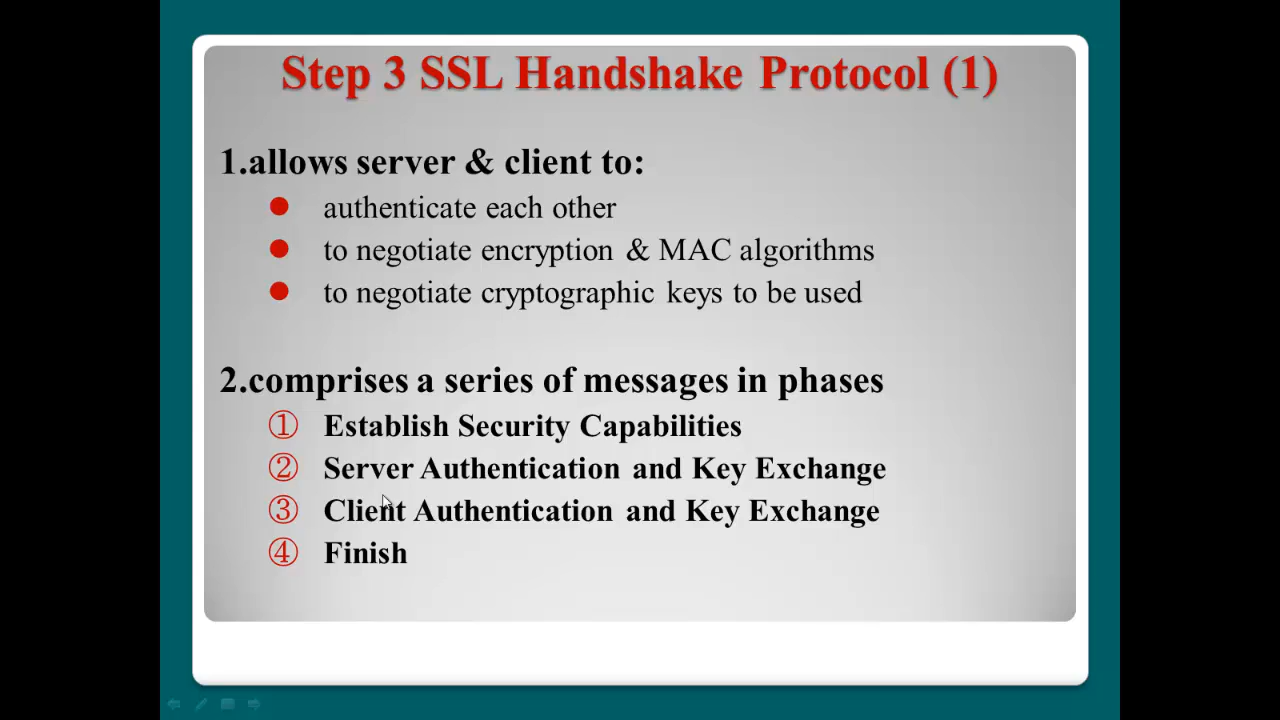 Step 3 SSL Handshake Protocol (1)
1.allows server & client to:
● authenticate each other
● to negotiate encryption & MAC algorithms
● to negotiate cryptographic keys to be used
2.comprises a series of messages in phases
① Establish Security Capabilities
② Server Authentication and Key Exchange
③ Client Authentication and Key Exchange
④ Finish